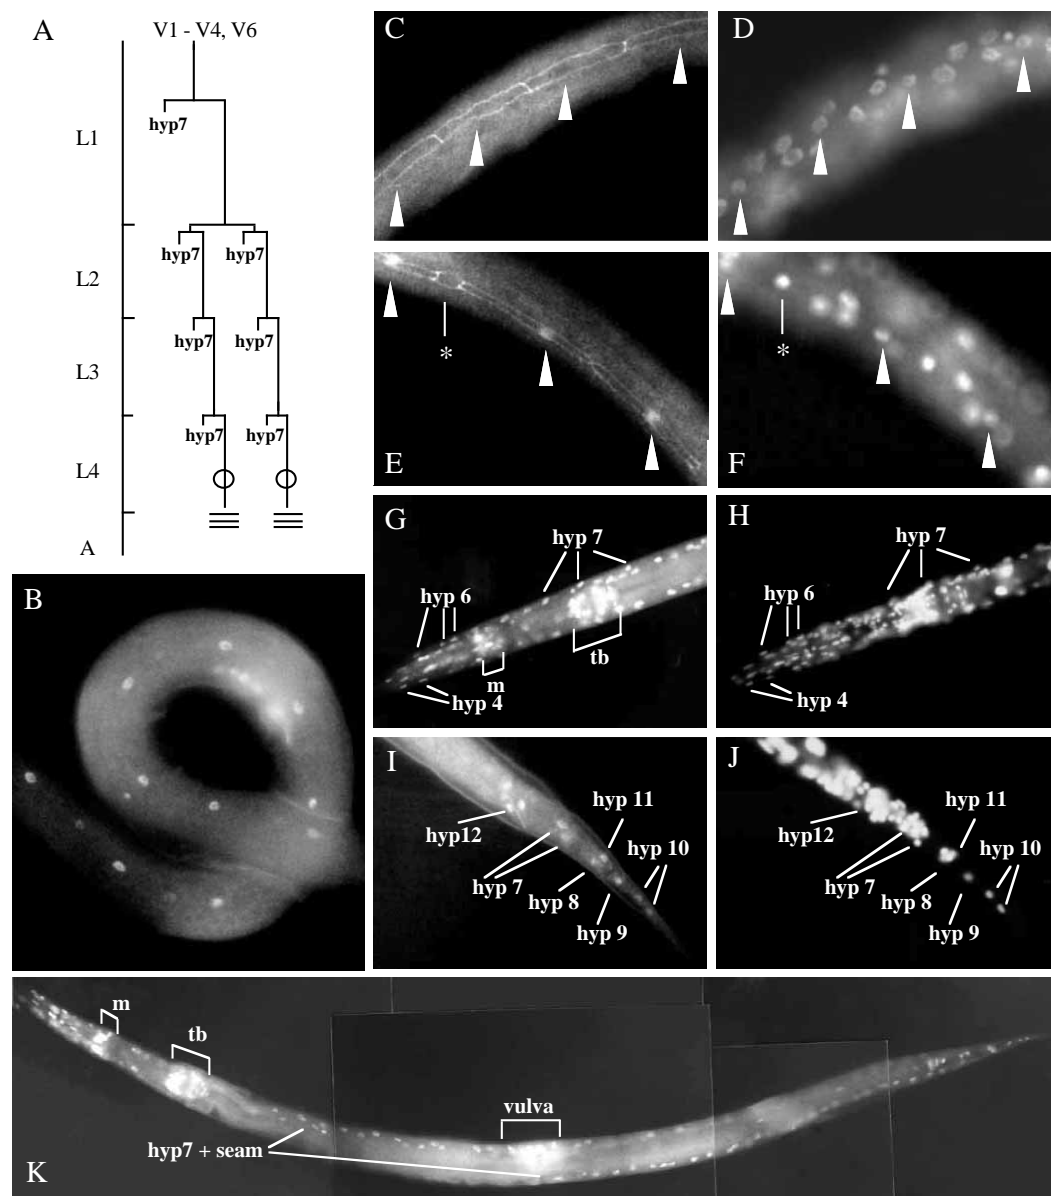 A
V1 - V4, V6
L1
hyp7
hyp7
hyp7
L2
hyp7
hyp7
L3
hyp7
hyp7
L4
A
B
C
D
*
E
*
F
G
hyp 7
hyp 6
tb
m
hyp 4
H
hyp 7
hyp 6
hyp 4
I
hyp 11
hyp12
hyp 10
hyp 7
hyp 8
hyp 9
J
hyp 11
hyp12
hyp 10
hyp 7
hyp 8
hyp 9
m
tb
vulva
hyp7 + seam
K